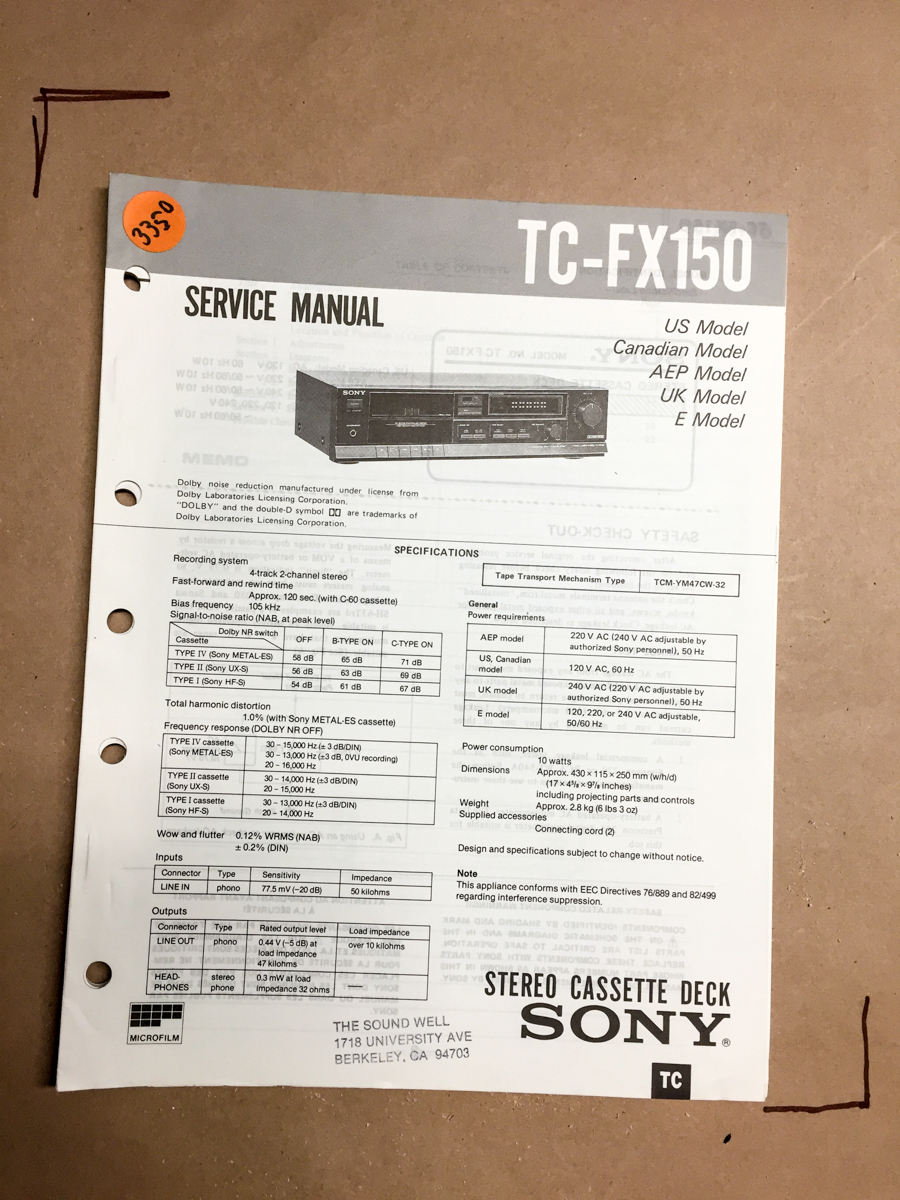 3350
TC-FX150
SERVICE MANUAL
US Model
Canadian Model
AEP Model
UK Model
E Model
SONY
Dolby noise reduction manufactured under license from
Dolby Laboratories Licensing Corporation.
"DOLBY" and the double-D symbol are trademarks of
Dolby Laboratories Licensing Corporation.
SPECIFICATIONS
Recording system
4-track 2-channel stereo
Fast-forward and rewind time
Approx. 120 sec. (with C-60 cassette)
Bias frequency 105 kHz
Signal-to-noise ratio (NAB, at peak level)
Dolby NR switch OFF B-TYPE ON C-TYPE ON
Cassette
TYPE IV (Sony METAL-ES) 58 dB 65 dB 71 dB
TYPE II (Sony UX-S) 56 dB 63 dB 69 dB
TYPE I (Sony HF-S) 54 dB 61 dB 67 dB
Total harmonic distortion
1.0% (with Sony METAL-ES cassette)
Frequency response (DOLBY NR OFF)
TYPE IV cassette 30 – 15,000 Hz (± 3 dB/DIN)
(Sony METAL-ES) 30 – 13,000 Hz (±3 dB, 0VU recording)
20 – 16,000 Hz
TYPE II cassette 30 – 14,000 Hz (±3 dB/DIN)
(Sony UX-S) 20 – 15,000 Hz
TYPE I cassette 30 – 13,000 Hz (±3 dB/DIN)
(Sony HF-S) 20 – 14,000 Hz
Wow and flutter 0.12% WRMS (NAB)
± 0.2% (DIN)
Inputs
Connector Type Sensitivity Impedance
LINE IN phono 77.5 mV (–20 dB) 50 kilohms
Outputs
Connector Type Rated output level Load impedance
LINE OUT phono 0.44 V (–5 dB) at over 10 kilohms
load impedance
47 kilohms
HEAD- stereo 0.3 mW at load —
PHONES phone impedance 32 ohms
Tape Transport Mechanism Type TCM-YM47CW-32
General
Power requirements
AEP model 220 V AC (240 V AC adjustable by
authorized Sony personnel), 50 Hz
US, Canadian 120 V AC, 60 Hz
model
UK model 240 V AC (220 V AC adjustable by
authorized Sony personnel), 50 Hz
E model 120, 220, or 240 V AC adjustable,
50/60 Hz
Power consumption
10 watts
Dimensions Approx. 430 × 115 × 250 mm (w/h/d)
(17 × 4⅝ × 9⅞ inches)
including projecting parts and controls
Weight Approx. 2.8 kg (6 lbs 3 oz)
Supplied accessories
Connecting cord (2)
Design and specifications subject to change without notice.
Note
This appliance conforms with EEC Directives 76/889 and 82/499
regarding interference suppression.
MICROFILM
THE SOUND WELL
1718 UNIVERSITY AVE
BERKELEY, CA 94703
STEREO CASSETTE DECK
SONY®
TC